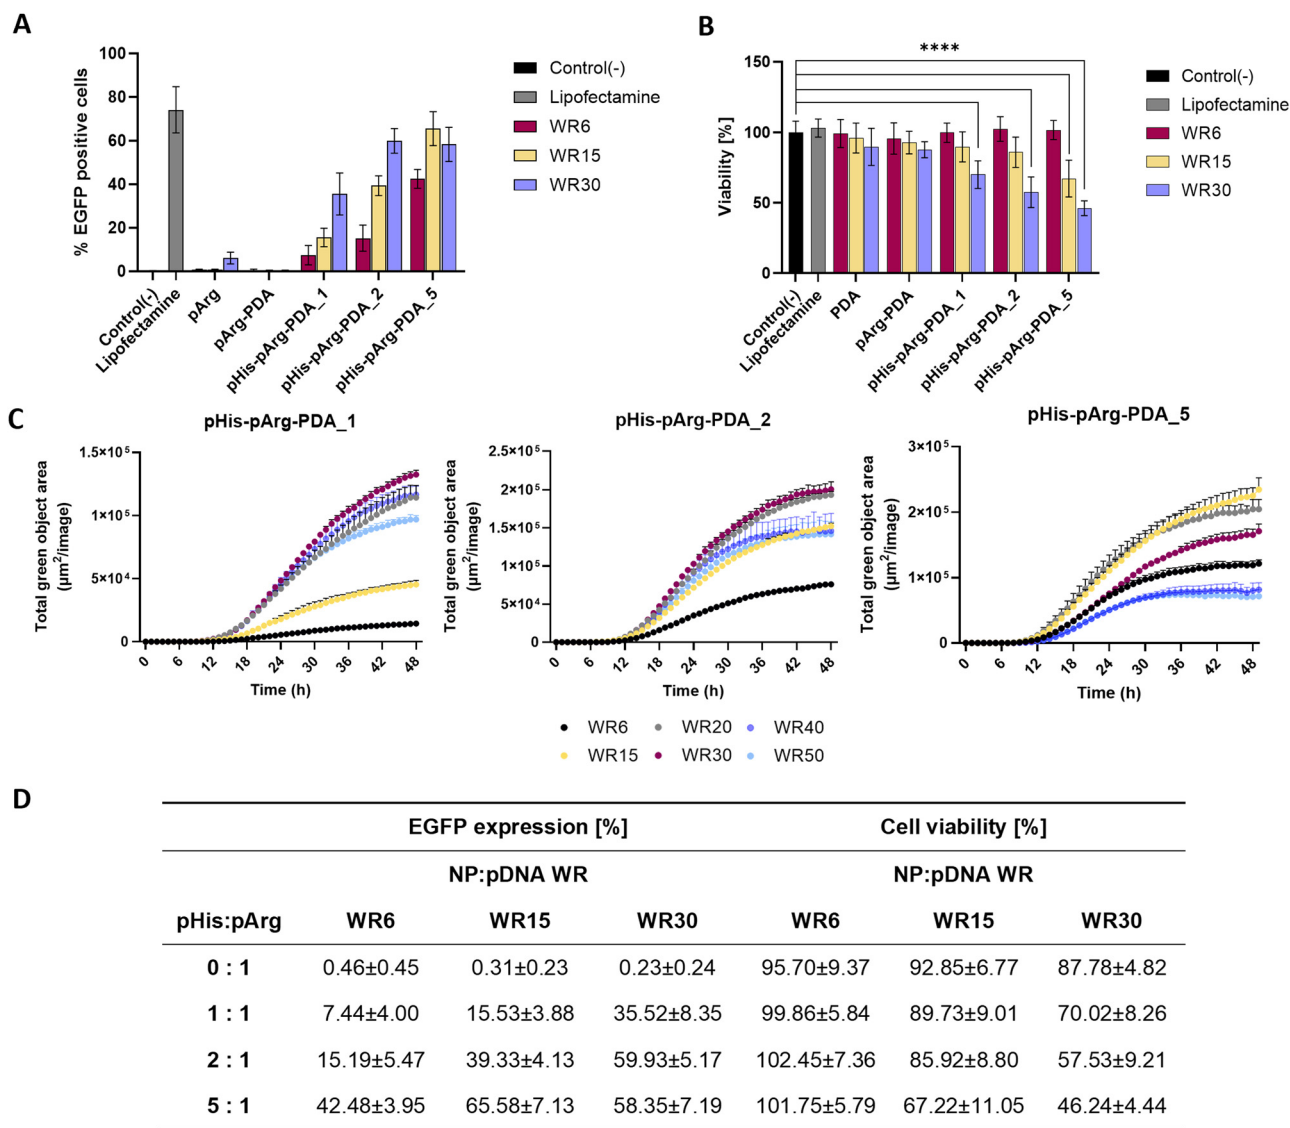 A
100
80
60
40
20
0
% EGFP positive cells
Control(-)
Lipofectamine
pArg
pArg-PDA
pHis-pArg-PDA_1
pHis-pArg-PDA_2
pHis-pArg-PDA_5
Control(-)
Lipofectamine
WR6
WR15
WR30
B
****
150
100
50
0
Viability [%]
Control(-)
Lipofectamine
PDA
pArg-PDA
pHis-pArg-PDA_1
pHis-pArg-PDA_2
pHis-pArg-PDA_5
Control(-)
Lipofectamine
WR6
WR15
WR30
C
pHis-pArg-PDA_1
Total green object area
(µm²/image)
1.5×10⁵
1×10⁵
5×10⁴
0
0 6 12 18 24 30 36 42 48
Time (h)
pHis-pArg-PDA_2
Total green object area
(µm²/image)
2.5×10⁵
2×10⁵
1.5×10⁵
1×10⁵
5×10⁴
0
0 6 12 18 24 30 36 42 48
Time (h)
pHis-pArg-PDA_5
Total green object area
(µm²/image)
3×10⁵
2×10⁵
1×10⁵
0
0 6 12 18 24 30 36 42 48
Time (h)
WR6 WR20 WR40
WR15 WR30 WR50
D
EGFP expression [%] Cell viability [%]
NP:pDNA WR NP:pDNA WR
pHis:pArg WR6 WR15 WR30 WR6 WR15 WR30
0 : 1 0.46±0.45 0.31±0.23 0.23±0.24 95.70±9.37 92.85±6.77 87.78±4.82
1 : 1 7.44±4.00 15.53±3.88 35.52±8.35 99.86±5.84 89.73±9.01 70.02±8.26
2 : 1 15.19±5.47 39.33±4.13 59.93±5.17 102.45±7.36 85.92±8.80 57.53±9.21
5 : 1 42.48±3.95 65.58±7.13 58.35±7.19 101.75±5.79 67.22±11.05 46.24±4.44